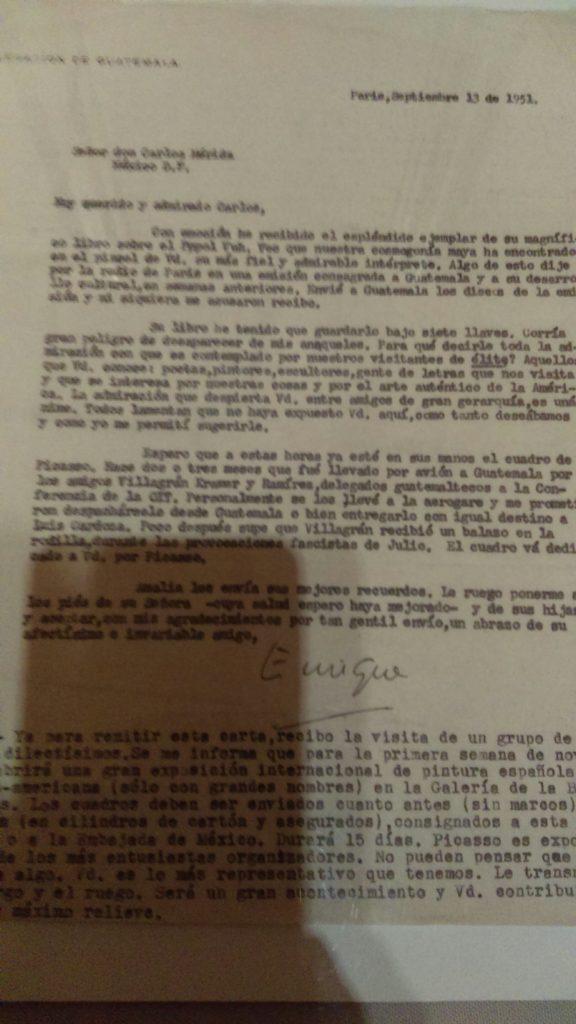 DE GUATEMALA
París,Septiembre 13 de 1951.
Señor don Carlos Mérida
México D.F.
Muy querido y admirado Carlos,
Con emoción he recibido el espléndido ejemplar de su magnífi-
co libro sobre el Popol Vuh. Veo que nuestra cosmogonía maya ha encontrado
en el pincel de Vd. su más fiel y admirable intérprete. Algo de esto dije
por la radio de París en una emisión consagrada a Guatemala y a su desarro-
llo cultural,en semanas anteriores. Envié a Guatemala los discos de la emi-
sión y ni siquiera me acusaron recibo.
Su libro he tenido que guardarlo bajo siete llaves. Corría
gran peligro de desaparecer de mis anaqueles. Para qué decirle toda la ad-
miración con que es contemplado por nuestros visitantes de élite? Aquellos
que Vd. conoce: poetas,pintores,escultores,gente de letras que nos visita
y que se interesa por nuestras cosas y por el arte auténtico de la Améri-
ca. La admiración que despierta Vd. entre amigos de gran gerarquía,es uná-
nime. Todos lamentan que no haya expuesto Vd. aquí,como tanto deseábamos
y como yo me permití sugerirle.
Espero que a estas horas ya esté en sus manos el cuadro de
Picasso. Hace dos o tres meses que fué llevado por avión a Guatemala por
los amigos Villagrán Kramer y Ramírez,delegados guatemaltecos a la Con-
ferencia de la OIT. Personalmente se los llevé a la aerogare y me prometie-
ron despachárselo desde Guatemala o bien entregarlo con igual destino a
Luis Cardoza. Poco después supe que Villagrán recibió un balazo en la
rodilla,durante las provocaciones fascistas de Julio. El cuadro vá dedi-
cado a Vd. por Picasso.
Amalia les envía sus mejores recuerdos. Le ruego ponerme a
los piés de su Señora -cuya salud espero haya mejorado- y de sus hijas
y aceptar,con mis agradecimientos por tan gentil envío,un abrazo de su
afectísimo e invariable amigo,
Enrique
- Ya para remitir esta carta,recibo la visita de un grupo de
dilectísimos.Se me informa que para la primera semana de nov
abrirá una gran exposición internacional de pintura española
-americana (sólo con grandes nombres) en la Galería de la
Los cuadros deben ser enviados cuanto antes (sin marcos)
(en cilindros de cartón y asegurados),consignados a esta
o a la Embajada de México. Durará 15 días. Picasso es expo
de los más entusiastas organizadores. No pueden pensar que
algo. Vd. es lo más representativo que tenemos. Le trans
rgo y el ruego. Será un gran acontecimiento y Vd. contribu
máximo relieve.